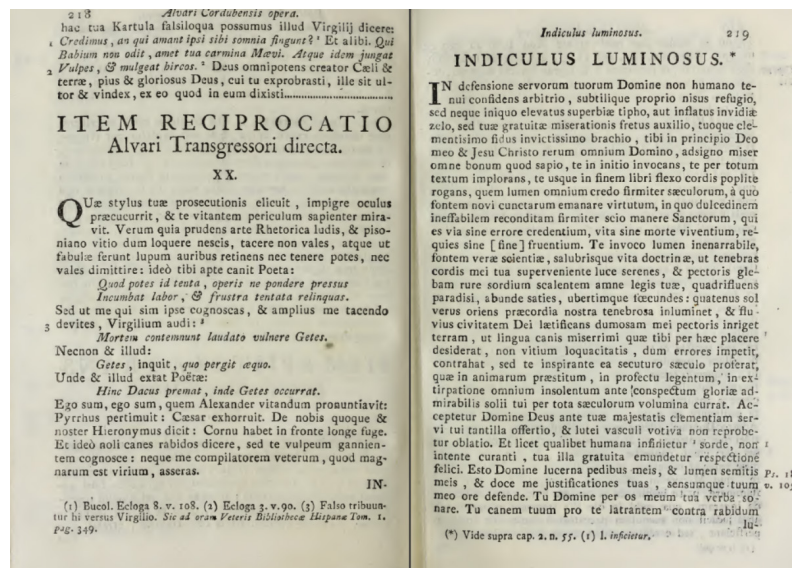 218 Alvari Cordubensis opera.
hac tua Kartula falsiloqua possumus illud Virgilij dicere:
1 Credimus, an qui amant ipsi sibi somnia fingunt? ¹ Et alibi. Qui
Babium non odit, amet tua carmina Mævi. Atque idem jungat
2 Vulpes, & mulgeat hircos. ² Deus omnipotens creator Cæli &
terræ, pius & gloriosus Deus, cui tu exprobrasti, ille sit ul-
tor & vindex, ex eo quod in eum dixisti..............................
ITEM RECIPROCATIO
Alvari Transgressori directa.
XX.
QUæ stylus tuæ prosecutionis elicuit, impigre oculus
præcucurrit, & te vitantem periculum sapienter mira-
vit. Verum quia prudens arte Rhetorica ludis, & piso-
niano vitio dum loquere nescis, tacere non vales, atque ut
fabulæ ferunt lupum auribus retinens nec tenere potes, nec
vales dimittire: ideò tibi apte canit Poeta:
Quod potes id tenta, operis ne pondere pressus
Incumbat labor, & frustra tentata relinquas.
Sed ut me qui sim ipse cognoscas, & amplius me tacendo
3 devites, Virgilium audi: ³
Mortem contemnunt laudato vulnere Getes.
Necnon & illud:
Getes, inquit, quo pergit æquo.
Unde & illud extat Poëtæ:
Hinc Dacus premat, inde Getes occurrat.
Ego sum, ego sum, quem Alexander vitandum pronuntiavit:
Pyrrhus pertimuit: Cæsar exhorruit. De nobis quoque &
noster Hieronymus dicit: Cornu habet in fronte longe fuge.
Et ideò noli canes rabidos dicere, sed te vulpeum gannien-
tem cognosce: neque me compilatorem veterum, quod mag-
narum est virium, asseras.
IN-
(1) Bucol. Ecloga 8. v. 108. (2) Ecloga 3. v. 90. (3) Falso tribuun-
tur hi versus Virgilio. Sic ad oram Veteris Bibliothecæ Hispanæ Tom. 1.
pag. 349.
Indiculus luminosus. 219
INDICULUS LUMINOSUS. *
IN defensione servorum tuorum Domine non humano te-
nui confidens arbitrio, subtilique proprio nisus refugio,
sed neque iniquo elevatus superbiæ tipho, aut inflatus invidiæ
zelo, sed tuæ gratuitæ miserationis fretus auxilio, tuoque cle-
mentisimo fidus invictissimo brachio, tibi in principio Deo
meo & Jesu Christo rerum omnium Domino, adsigno miser
omne bonum quod sapio, te in initio invocans, te per totum
textum implorans, te usque in finem libri flexo cordis poplite
rogans, quem lumen omnium credo firmiter sæculorum, à quo
fontem novi cunctarum emanare virtutum, in quo dulcedinem
ineffabilem reconditam firmiter scio manere Sanctorum, qui
es via sine errore credentium, vita sine morte viventium, re-
quies sine [ fine ] fruentium. Te invoco lumen inenarrabile,
fontem veræ scientiæ, salubrisque vita doctrinæ, ut tenebras
cordis mei tua superveniente luce serenes, & pectoris gle-
bam rure sordium scalentem amne legis tuæ, quadrifluens
paradisi, abunde saties, ubertimque fœcundes: quatenus sol
verus oriens præcordia nostra tenebrosa inluminet, & flu-
vius civitatem Dei lætificans dumosam mei pectoris inriget
terram, ut lingua canis miserrimi quæ tibi per hæc placere
desiderat, non vitium loquacitatis, dum errores impetit,
contrahat, sed te inspirante ea secuturo sæculo proferat,
quæ in animarum præstitum, in profectu legentum, in ex-
tirpatione omnium insolentum ante conspectum gloriæ ad-
mirabilis solii tui per tota sæculorum volumina currat. Ac-
ceptetur Domine Deus ante tuæ majestatis clementiam ser-
vi tui tantilla offertio, & lutei vasculi votiva non reprobe-
tur oblatio. Et licet qualibet humana infinietur ¹ sorde, non 1
intente curanti, tua illa gratuita emundetur respectione
felici. Esto Domine lucerna pedibus meis, & lumen semitis Ps. 18
meis, & doce me justificationes tuas, sensumque tuum v. 105
meo ore defende. Tu Domine per os meum tua verba so-
nare. Tu canem tuum pro te latrantem contra rabidum
lu-
(*) Vide supra cap. 2. n. 55. (1) l. inficietur.